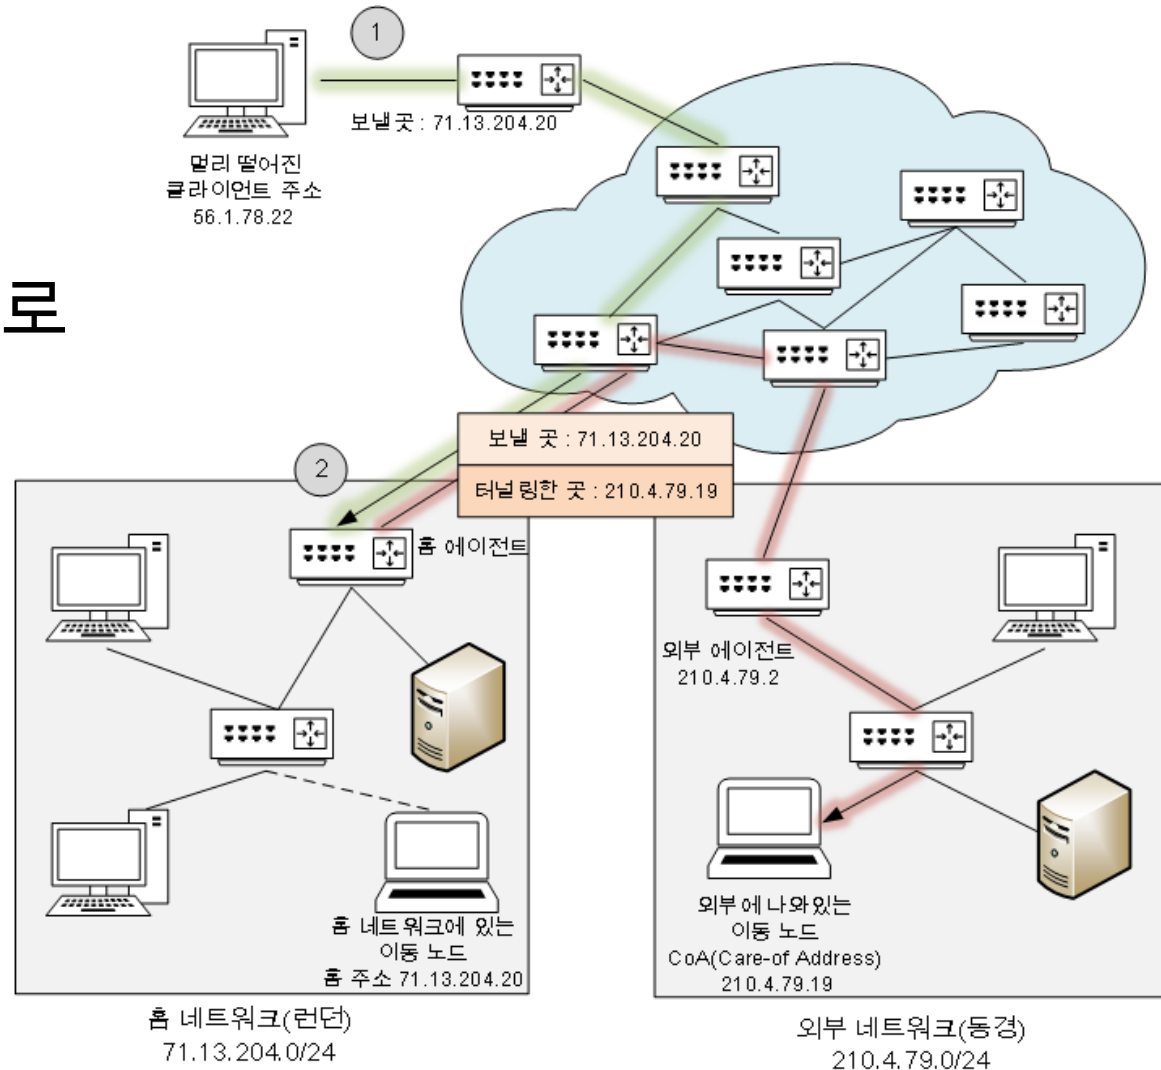 1
보낼곳 : 71.13.204.20
멀리 떨어진
클라이언트 주소
56.1.78.22
로
보낼 곳 : 71.13.204.20
터널링한 곳 : 210.4.79.19
2
홈 에이전트
외부 에이전트
210.4.79.2
홈 네트워크에 있는
이동 노드
홈 주소 71.13.204.20
외부에 나와있는
이동 노드
CoA(Care-of Address)
210.4.79.19
홈 네트워크(런던)
71.13.204.0/24
외부 네트워크(동경)
210.4.79.0/24